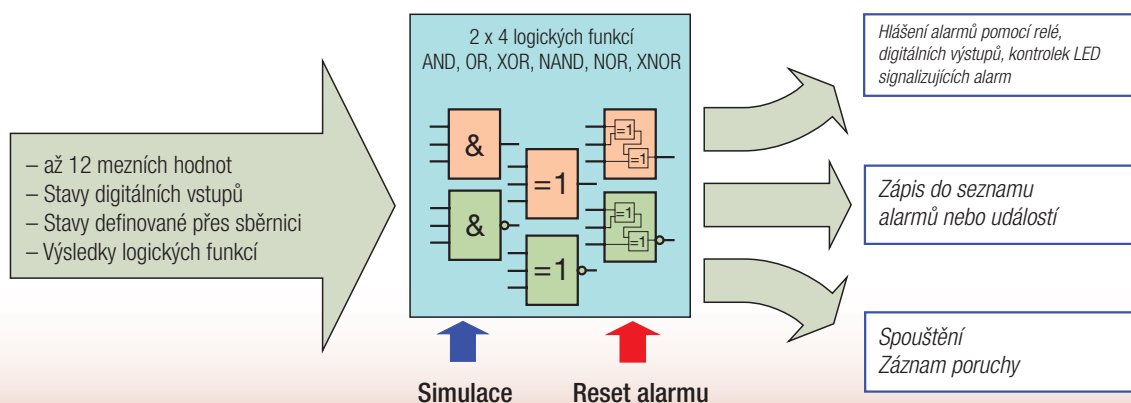 – až 12 mezních hodnot
– Stavy digitálních vstupů
– Stavy definované přes sběrnici
– Výsledky logických funkcí
2 x 4 logických funkcí
AND, OR, XOR, NAND, NOR, XNOR
&
=1
=1
=1
&
=1
=1
=1
Simulace
Reset alarmu
Hlášení alarmů pomocí relé,
digitálních výstupů, kontrolek LED
signalizujících alarm
Zápis do seznamu
alarmů nebo událostí
Spouštění
Záznam poruchy